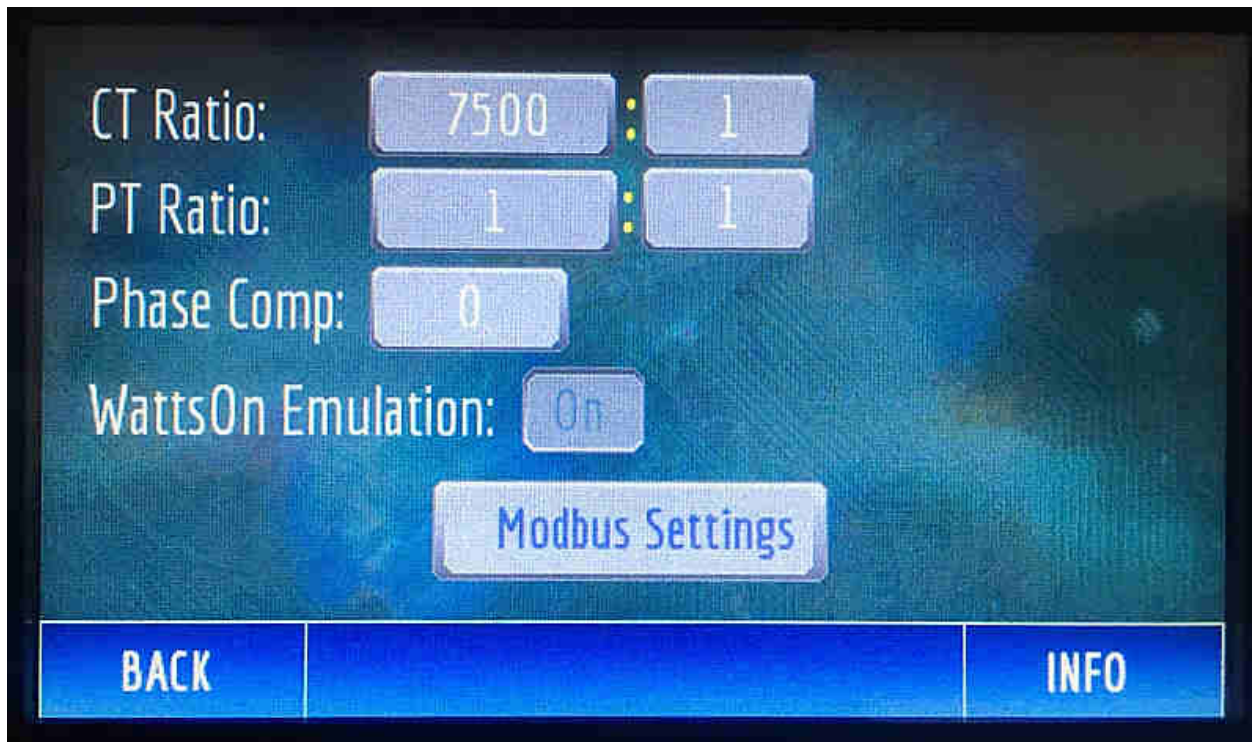 CT Ratio: 7500 : 1
PT Ratio: 1 : 1
Phase Comp: 0
WattsOn Emulation: On
Modbus Settings
BACK INFO